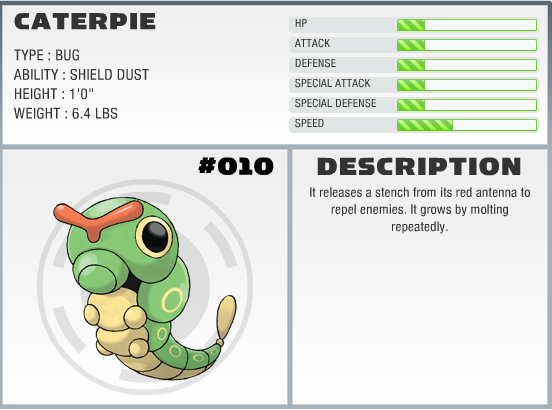 CATERPIE
TYPE : BUG
ABILITY : SHIELD DUST
HEIGHT : 1'0"
WEIGHT : 6.4 LBS
HP
ATTACK
DEFENSE
SPECIAL ATTACK
SPECIAL DEFENSE
SPEED
#010
DESCRIPTION
It releases a stench from its red antenna to
repel enemies. It grows by molting
repeatedly.